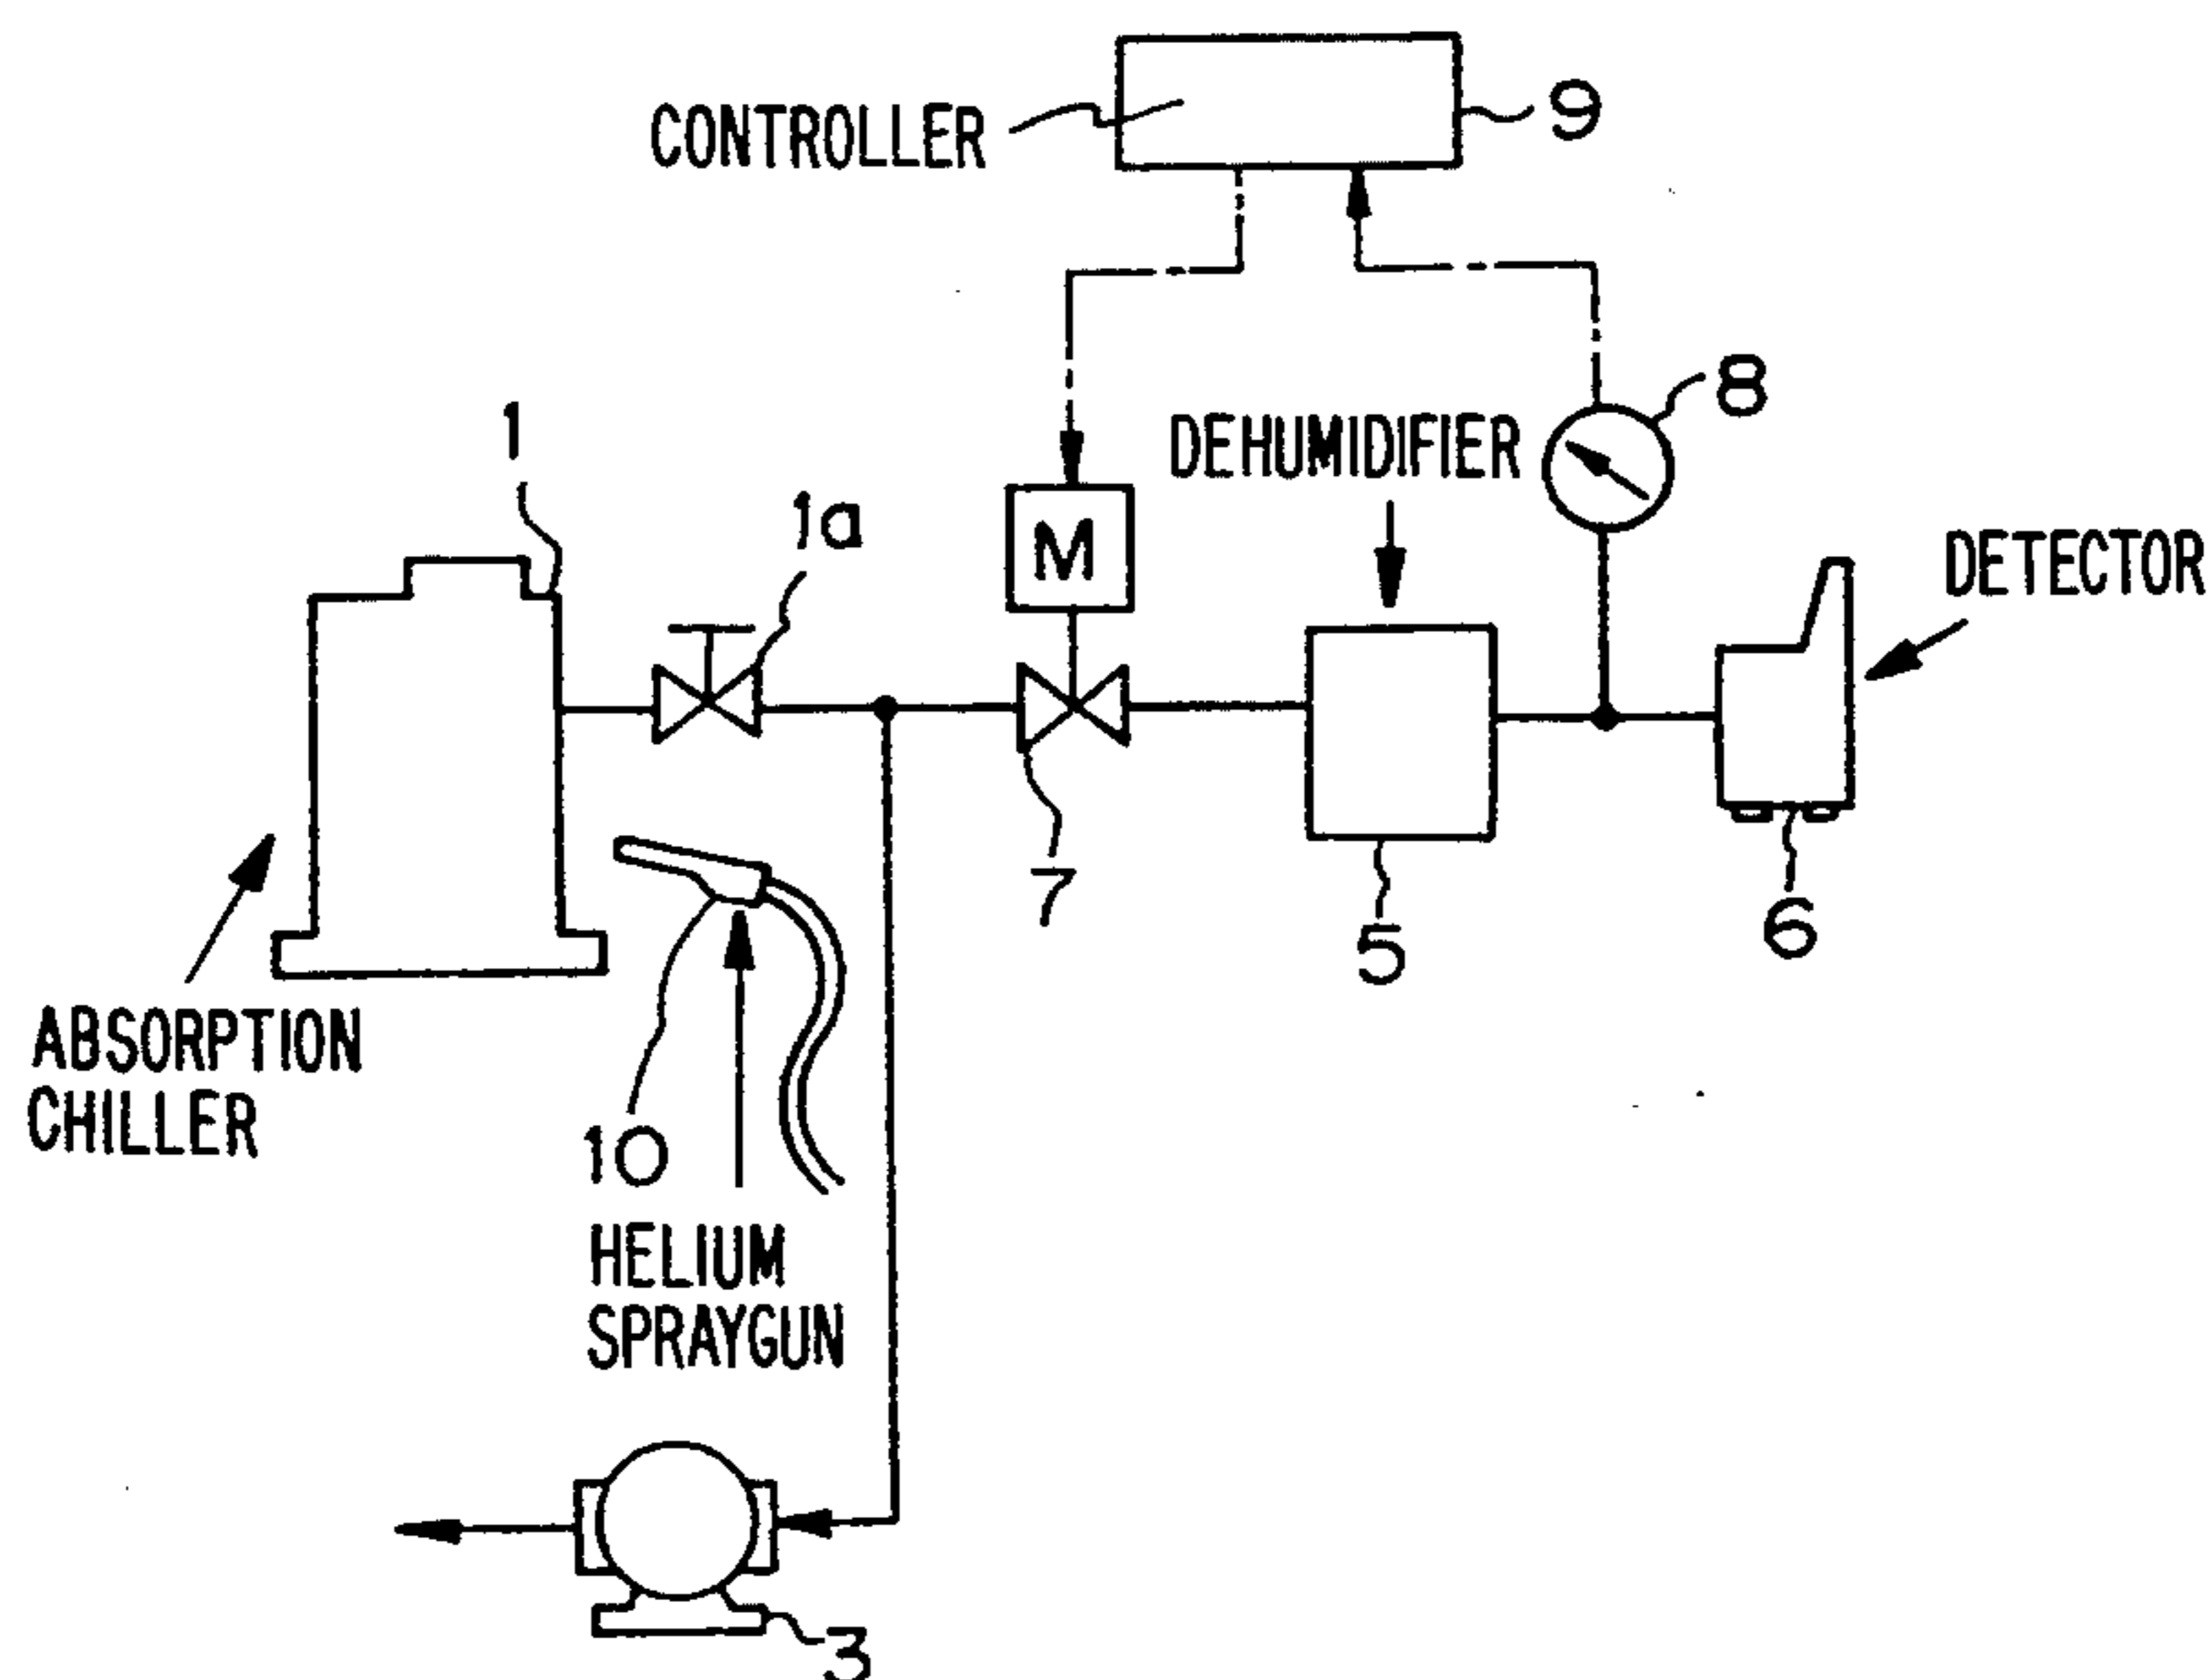 CONTROLLER
9
8
1
1a
DEHUMIDIFIER
M
DETECTOR
7
5
6
ABSORPTION
CHILLER
10
HELIUM
SPRAYGUN
3